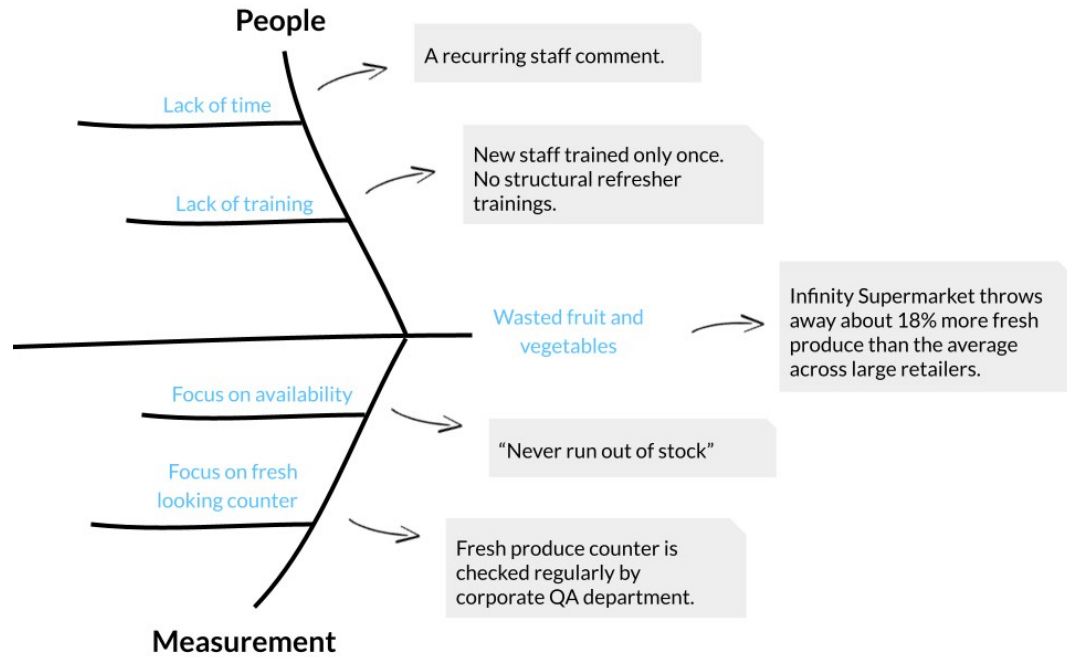 People
A recurring staff comment.
Lack of time
New staff trained only once.
No structural refresher
trainings.
Lack of training
Wasted fruit and
vegetables
Infinity Supermarket throws
away about 18% more fresh
produce than the average
across large retailers.
Focus on availability
“Never run out of stock”
Focus on fresh
looking counter
Fresh produce counter is
checked regularly by
corporate QA department.
Measurement